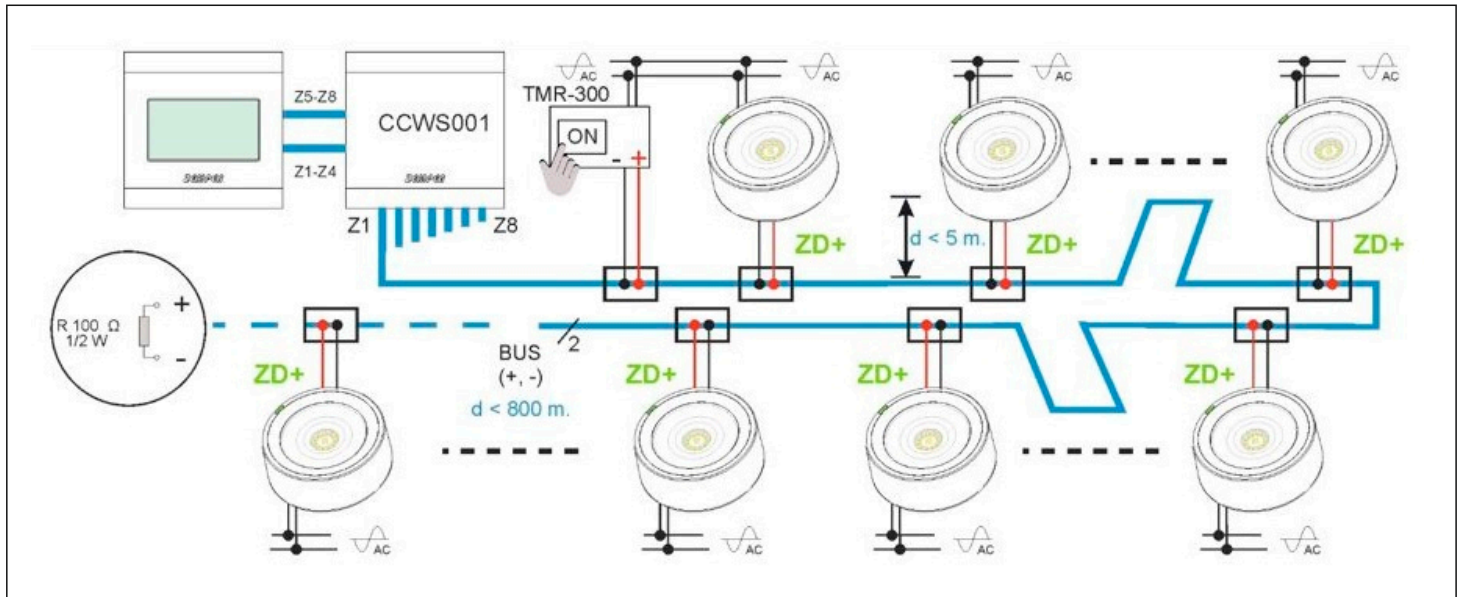 Z5-Z8
Z1-Z4
CCWS001
Z1
Z8
TMR-300
ON
-
+
AC
AC
AC
AC
ZD+
d < 5 m.
ZD+
ZD+
R 100 Ω
1/2 W
+
-
BUS
(+, -)
2
d < 800 m.
ZD+
ZD+
ZD+
ZD+
AC
AC
AC
AC